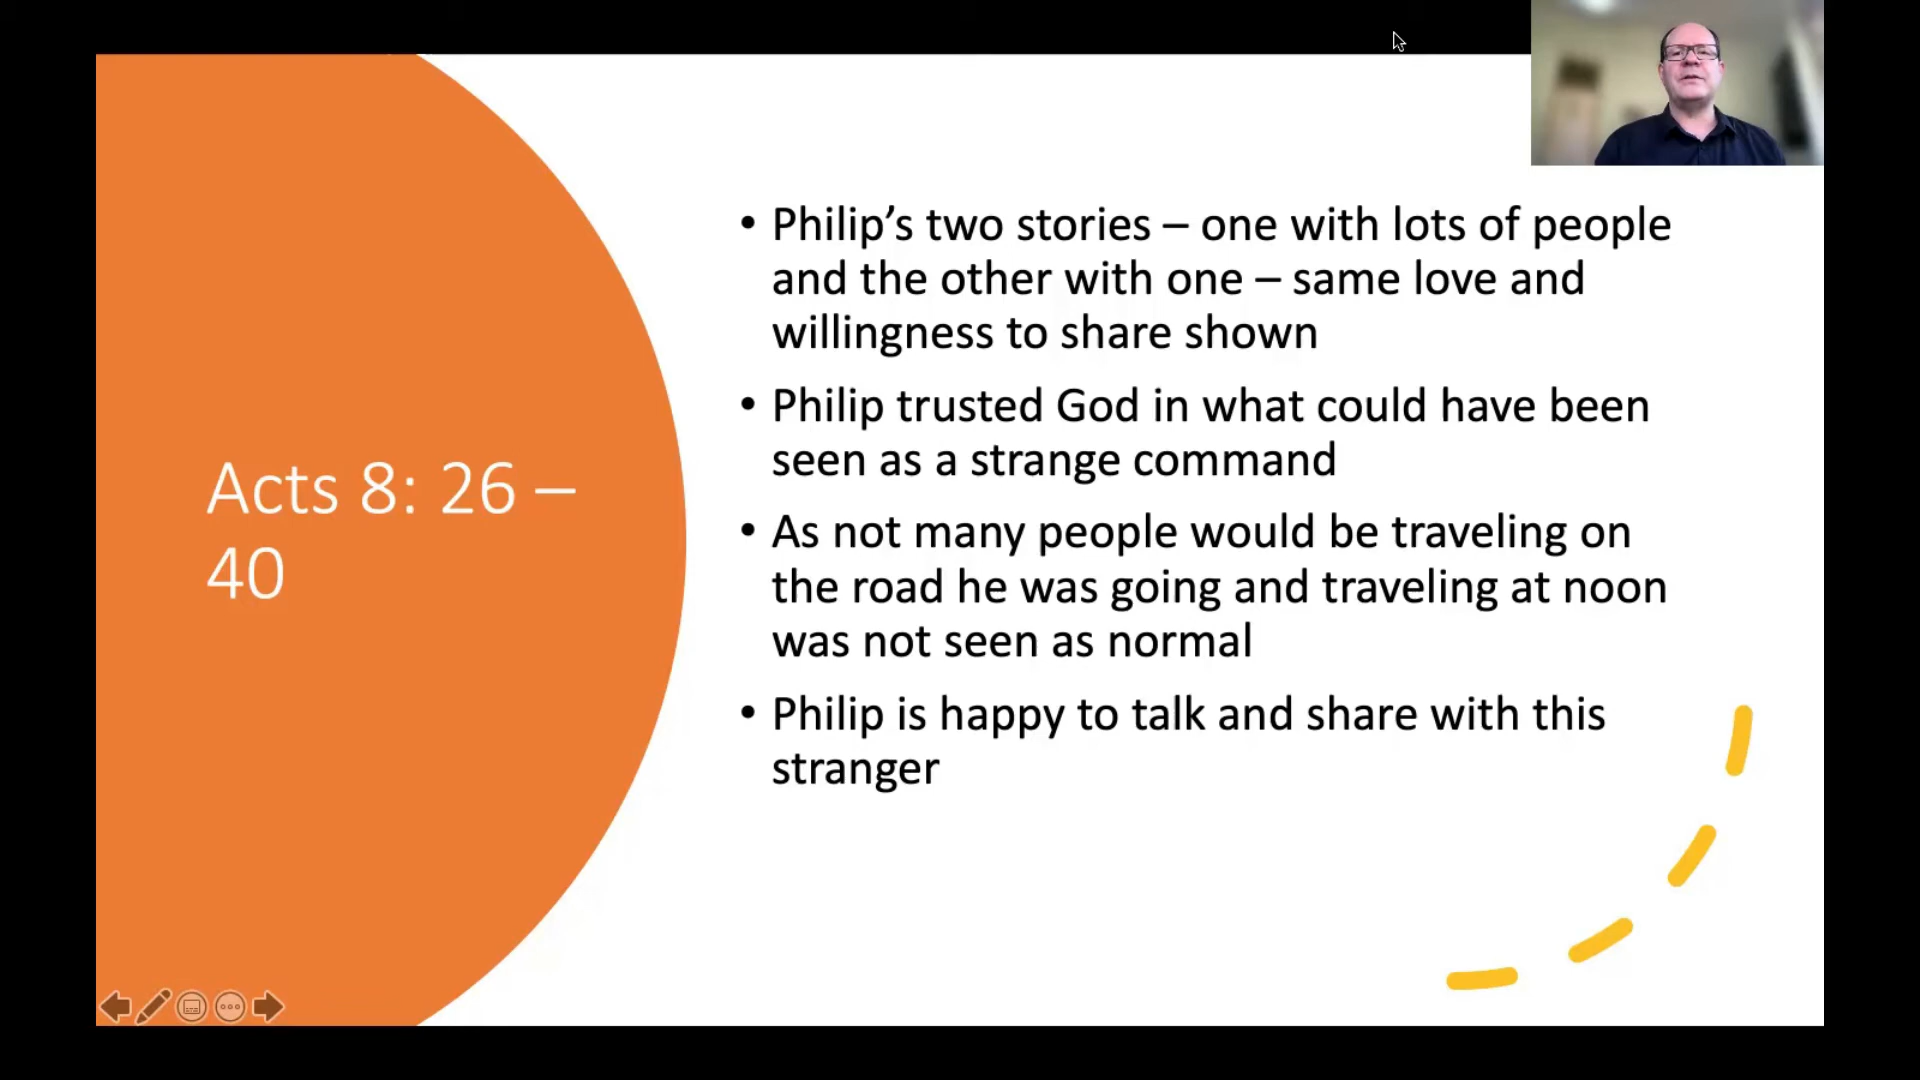 Acts 8: 26 –
40
• Philip’s two stories – one with lots of people
and the other with one – same love and
willingness to share shown
• Philip trusted God in what could have been
seen as a strange command
• As not many people would be traveling on
the road he was going and traveling at noon
was not seen as normal
• Philip is happy to talk and share with this
stranger